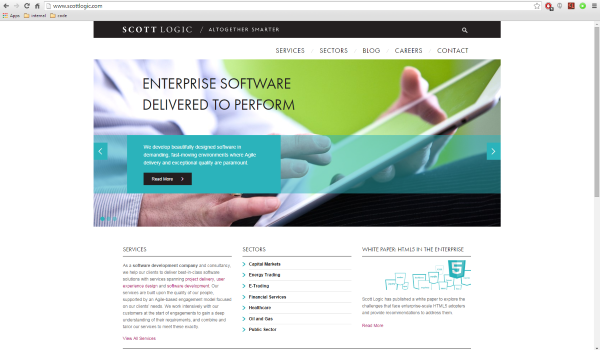 www.scottlogic.com
Apps internal code
SCOTT LOGIC / ALTOGETHER SMARTER
SERVICES / SECTORS / BLOG / CAREERS / CONTACT
ENTERPRISE SOFTWARE
DELIVERED TO PERFORM
We develop beautifully designed software in
demanding, fast-moving environments where Agile
delivery and exceptional quality are paramount.
Read More
SERVICES
As a software development company and consultancy,
we help our clients to deliver best-in-class software
solutions with services spanning project delivery, user
experience design and software development. Our
services are built upon the quality of our people,
supported by an Agile-based engagement model focused
on our clients' needs. We work intensively with our
customers at the start of engagements to gain a deep
understanding of their requirements, and combine and
tailor our services to meet these exactly.
View All Services
SECTORS
Capital Markets
Energy Trading
E-Trading
Financial Services
Healthcare
Oil and Gas
Public Sector
WHITE PAPER: HTML5 IN THE ENTERPRISE
5
Scott Logic has published a white paper to explore the
challenges that face enterprise-scale HTML5 adopters
and provide recommendations to address them
Read More